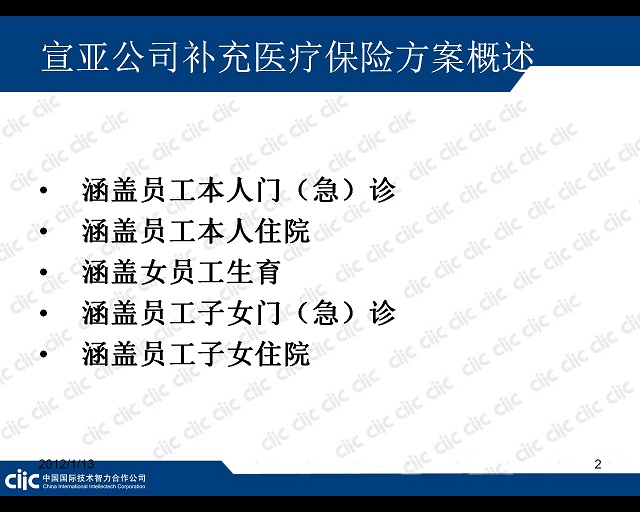 宣亚公司补充医疗保险方案概述
• 涵盖员工本人门（急）诊
• 涵盖员工本人住院
• 涵盖女员工生育
• 涵盖员工子女门（急）诊
• 涵盖员工子女住院
2012/1/13
2
ciic 中国国际技术智力合作公司
China International Intellectech Corporation